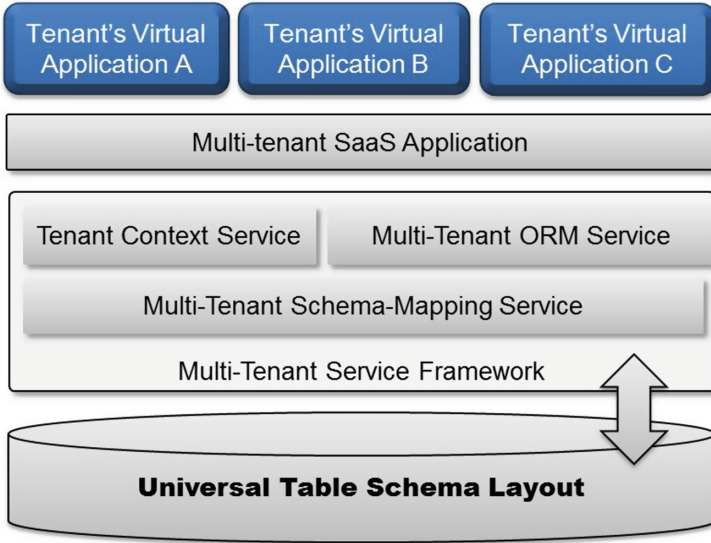 Tenant's Virtual
Application A
Tenant's Virtual
Application B
Tenant's Virtual
Application C
Multi-tenant SaaS Application
Tenant Context Service
Multi-Tenant ORM Service
Multi-Tenant Schema-Mapping Service
Multi-Tenant Service Framework
Universal Table Schema Layout